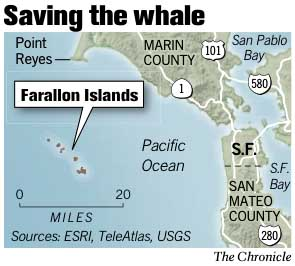 Saving the whale
Point
Reyes
MARIN
COUNTY
101
San Pablo
Bay
580
1
Farallon Islands
Pacific
Ocean
S.F.
S.F.
Bay
SAN
MATEO
COUNTY
280
0 20
MILES
Sources: ESRI, TeleAtlas, USGS
The Chronicle